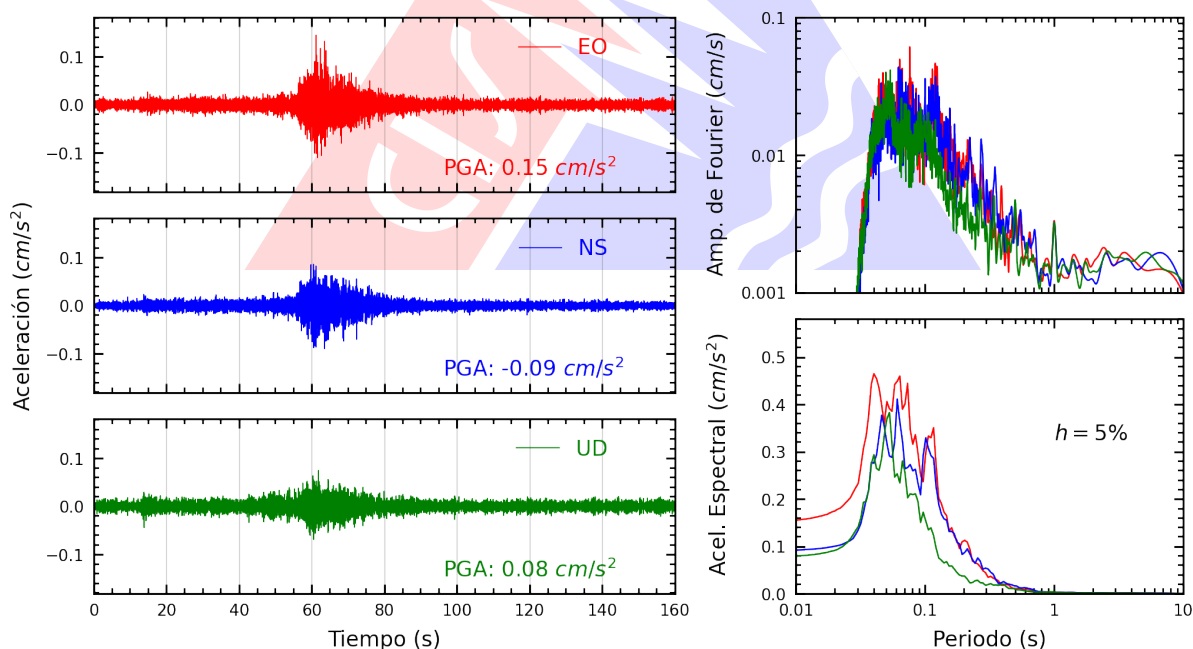 Aceleración (cm/s²)
0.1
0.0
−0.1
EO
PGA: 0.15 cm/s²
0.1
0.0
−0.1
NS
PGA: -0.09 cm/s²
0.1
0.0
−0.1
UD
PGA: 0.08 cm/s²
0 20 40 60 80 100 120 140 160
Tiempo (s)
Amp. de Fourier (cm/s)
0.1
0.01
0.001
Acel. Espectral (cm/s²)
0.5
0.4
0.3
0.2
0.1
0.0
h = 5%
0.01 0.1 1 10
Periodo (s)